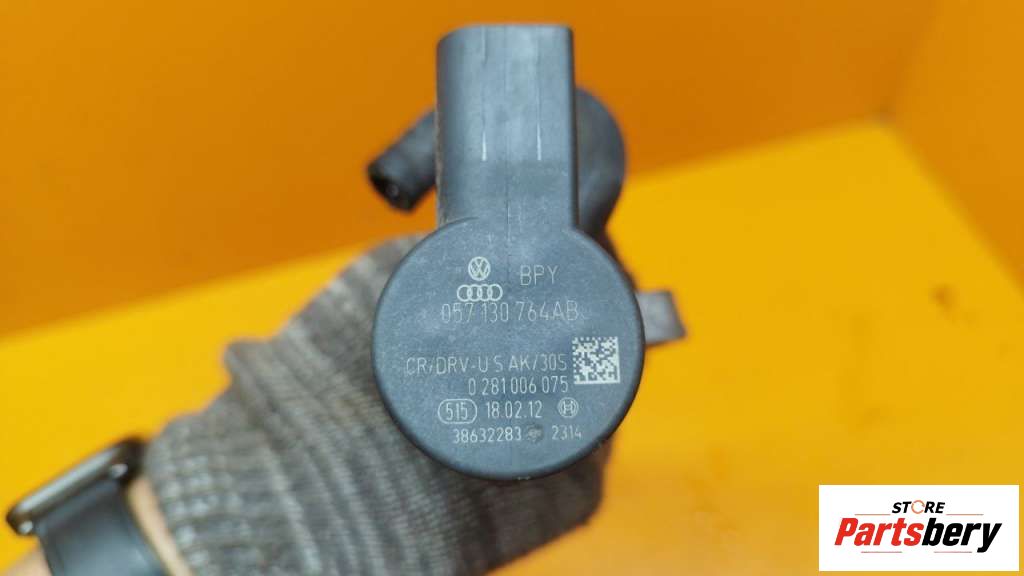 BPY
057 130 764AB
CR/DRV-U S AK/30S
0 281 006 075
515 18.02.12
38632283 2314
STORE
Partsbery